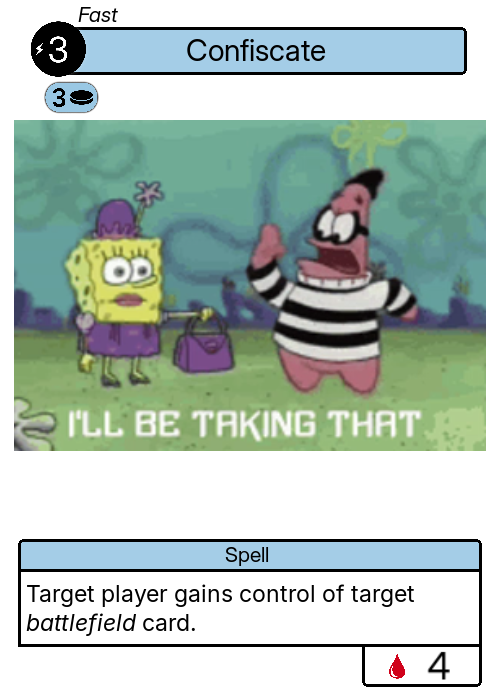 Fast
3
Confiscate
3
I'LL BE TAKING THAT
Spell
Target player gains control of target
battlefield card.
4